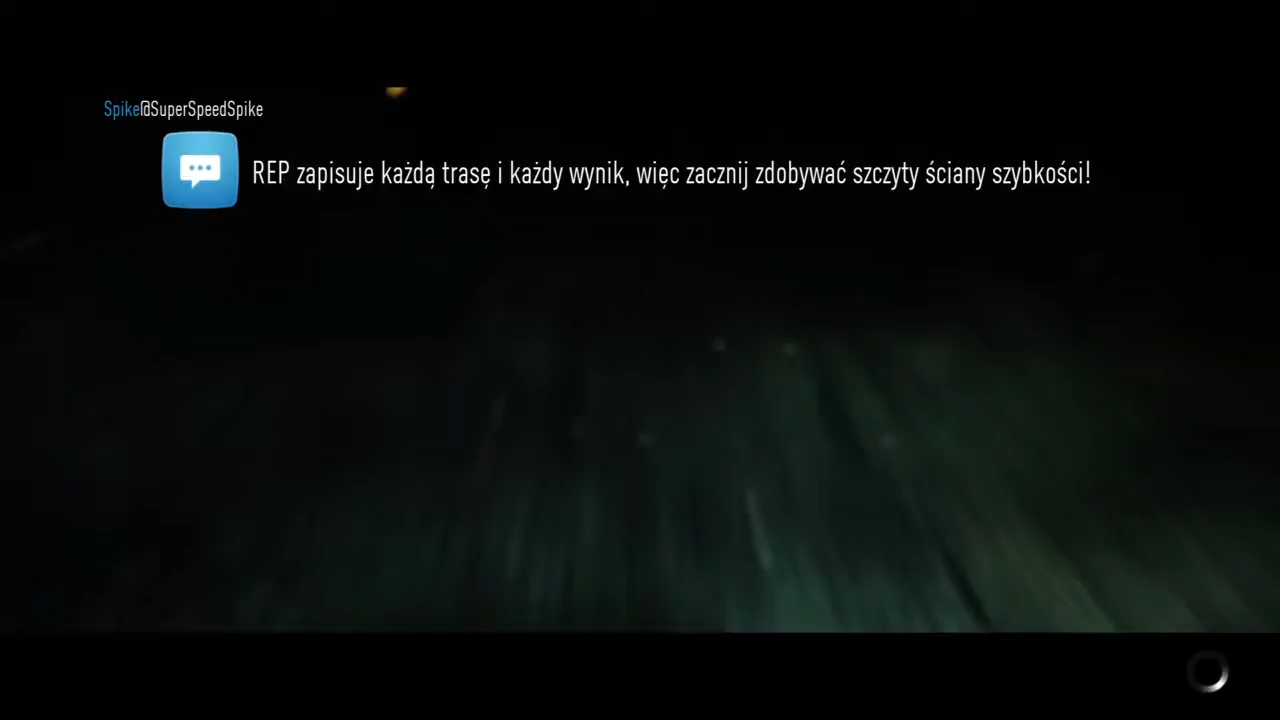 Spike@SuperSpeedSpike
REP zapisuje każdą trasę i każdy wynik, więc zacznij zdobywać szczyty ściany szybkości!